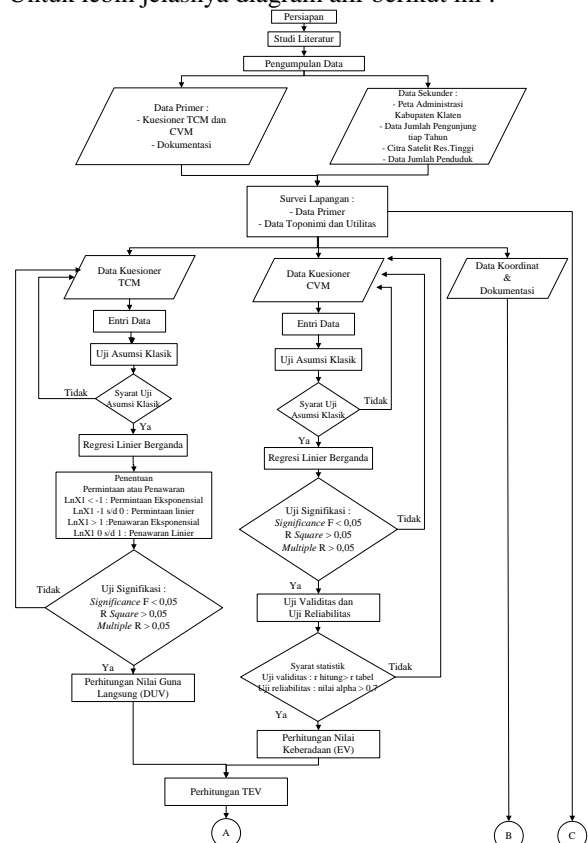 Untuk lebih jelasnya diagram alir berikut ini :
Persiapan
Studi Literatur
Pengumpulan Data
Data Primer :
- Kuesioner TCM dan
CVM
- Dokumentasi
Data Sekunder :
- Peta Administrasi
Kabupaten Klaten
- Data Jumlah Pengunjung
tiap Tahun
- Citra Satelit Res.Tinggi
- Data Jumlah Penduduk
Survei Lapangan :
- Data Primer
- Data Toponimi dan Utilitas
Data Kuesioner
TCM
Entri Data
Uji Asumsi Klasik
Syarat Uji
Asumsi Klasik
Tidak
Ya
Regresi Linier Berganda
Penentuan
Permintaan atau Penawaran
LnX1 < -1 : Permintaan Eksponensial
LnX1 -1 s/d 0 : Permintaan linier
LnX1 > 1 :Penawaran Eksponensial
LnX1 0 s/d 1 : Penawaran Linier
Uji Signifikasi :
Significance F < 0,05
R Square > 0,05
Multiple R > 0,05
Tidak
Ya
Perhitungan Nilai Guna
Langsung (DUV)
Data Kuesioner
CVM
Entri Data
Uji Asumsi Klasik
Syarat Uji
Asumsi Klasik
Tidak
Ya
Regresi Linier Berganda
Uji Signifikasi :
Significance F < 0,05
R Square > 0,05
Multiple R > 0,05
Tidak
Ya
Uji Validitas dan
Uji Reliabilitas
Syarat statistik
Uji validitas : r hitung> r tabel
Uji reliabilitas : nilai alpha > 0.7
Tidak
Ya
Perhitungan Nilai
Keberadaan (EV)
Data Koordinat
&
Dokumentasi
Perhitungan TEV
A
B
C